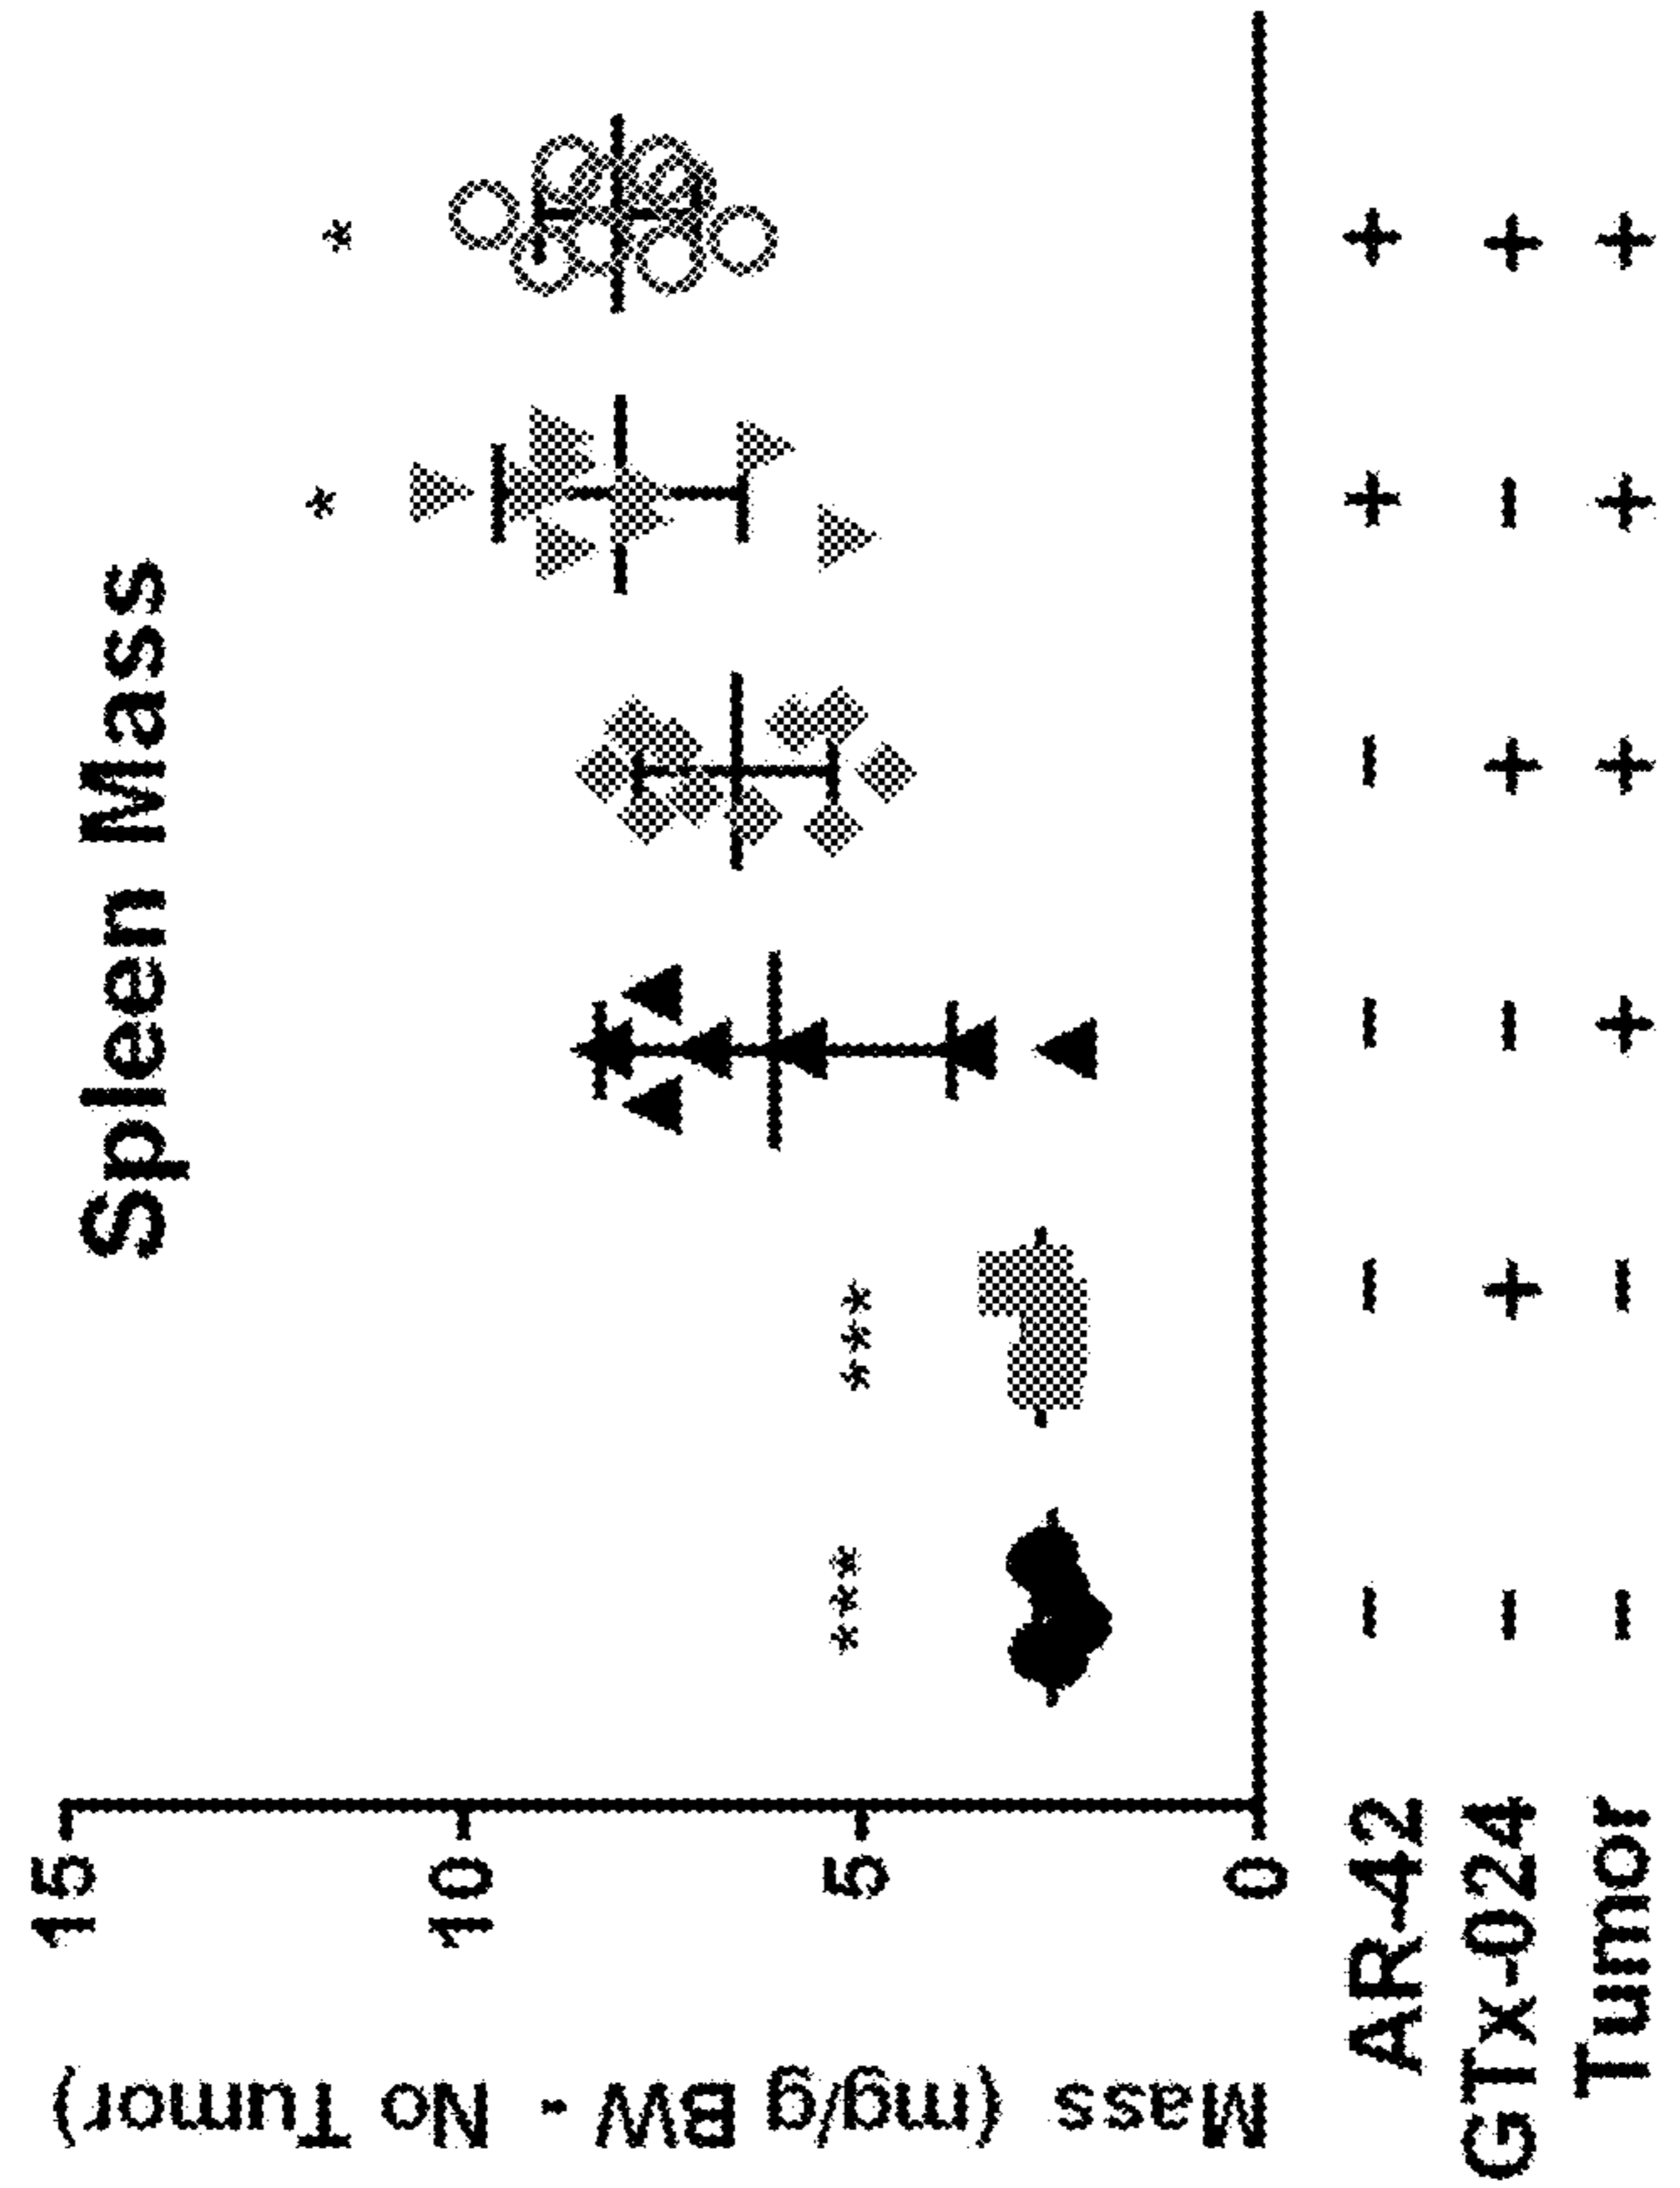 Spleen Mass
Mass (mg/g BW - No Tumor)
15
10
5
0
*** *** * *
AR-42 - - - - + +
GTx-024 - + - + - +
Tumor - - + + + +